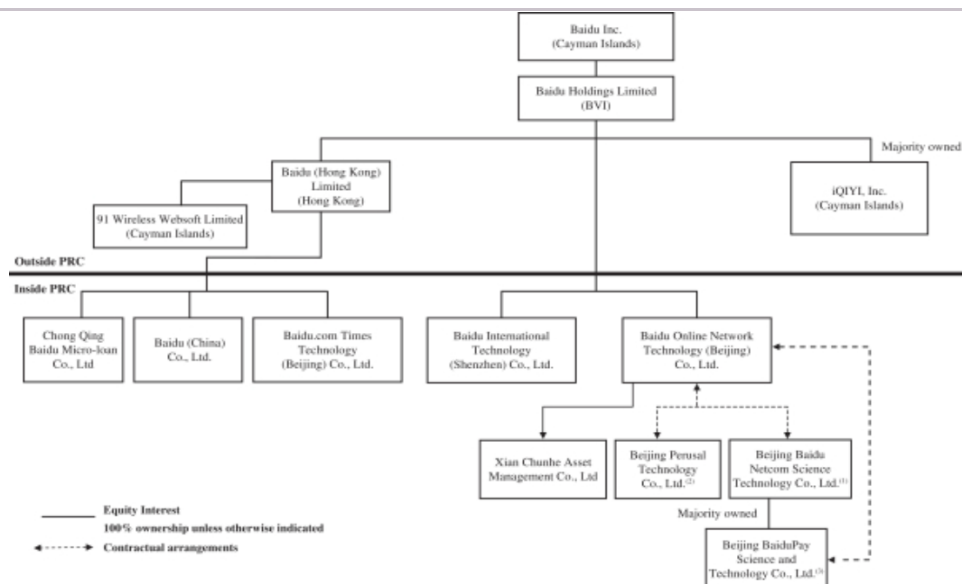 Baidu Inc.
(Cayman Islands)
Baidu Holdings Limited
(BVI)
Majority owned
Baidu (Hong Kong)
Limited
(Hong Kong)
iQIYI, Inc.
(Cayman Islands)
91 Wireless Websoft Limited
(Cayman Islands)
Outside PRC
Inside PRC
Chong Qing
Baidu Micro-loan
Co., Ltd
Baidu (China)
Co., Ltd.
Baidu.com Times
Technology
(Beijing) Co., Ltd.
Baidu International
Technology
(Shenzhen) Co., Ltd.
Baidu Online Network
Technology (Beijing)
Co., Ltd.
Xian Chunhe Asset
Management Co., Ltd
Beijing Perusal
Technology
Co., Ltd.(2)
Beijing Baidu
Netcom Science
Technology Co., Ltd.(1)
Majority owned
Beijing BaiduPay
Science and
Technology Co., Ltd.(3)
Equity Interest
100% ownership unless otherwise indicated
Contractual arrangements